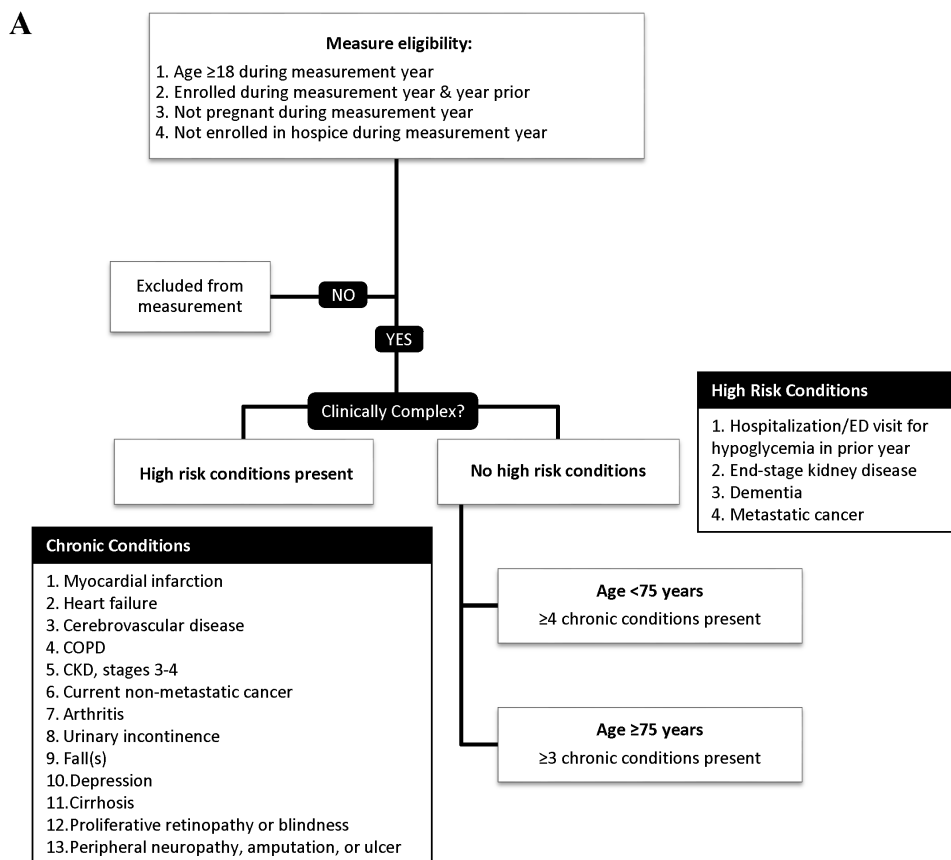 A
Measure eligibility:
1. Age ≥18 during measurement year
2. Enrolled during measurement year & year prior
3. Not pregnant during measurement year
4. Not enrolled in hospice during measurement year
Excluded from
measurement
NO
YES
Clinically Complex?
High risk conditions present
No high risk conditions
High Risk Conditions
1. Hospitalization/ED visit for
hypoglycemia in prior year
2. End-stage kidney disease
3. Dementia
4. Metastatic cancer
Chronic Conditions
1. Myocardial infarction
2. Heart failure
3. Cerebrovascular disease
4. COPD
5. CKD, stages 3-4
6. Current non-metastatic cancer
7. Arthritis
8. Urinary incontinence
9. Fall(s)
10.Depression
11.Cirrhosis
12.Proliferative retinopathy or blindness
13.Peripheral neuropathy, amputation, or ulcer
Age <75 years
≥4 chronic conditions present
Age ≥75 years
≥3 chronic conditions present